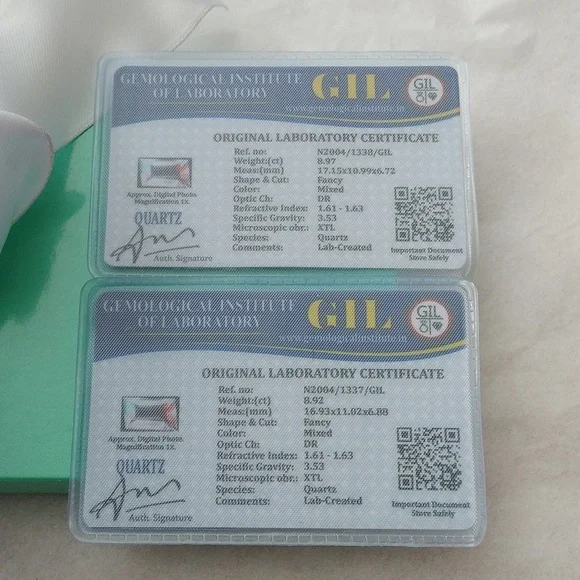 GEMOLOGICAL INSTITUTE
OF LABORATORY
GIL
GIL
www.gemologicalinstitute.in
ORIGINAL LABORATORY CERTIFICATE
Ref. no: N2004/1338/GIL
Weight:(ct) 8.97
Meas:(mm) 17.15x10.99x6.72
Shape & Cut: Fancy
Color: Mixed
Optic Ch: DR
Refractive Index: 1.61 - 1.63
Specific Gravity: 3.53
Microscopic obr.: XTL
Species: Quartz
Comments: Lab-Created
Approx. Digital Photo.
Magnification 1X.
QUARTZ
Auth. Signature
Important Document
Store Safely
GEMOLOGICAL INSTITUTE
OF LABORATORY
GIL
GIL
www.gemologicalinstitute.in
ORIGINAL LABORATORY CERTIFICATE
Ref. no: N2004/1337/GIL
Weight:(ct) 8.92
Meas:(mm) 16.93x11.02x6.88
Shape & Cut: Fancy
Color: Mixed
Optic Ch: DR
Refractive Index: 1.61 - 1.63
Specific Gravity: 3.53
Microscopic obr.: XTL
Species: Quartz
Comments: Lab-Created
Approx. Digital Photo.
Magnification 1X.
QUARTZ
Auth. Signature
Important Document
Store Safely